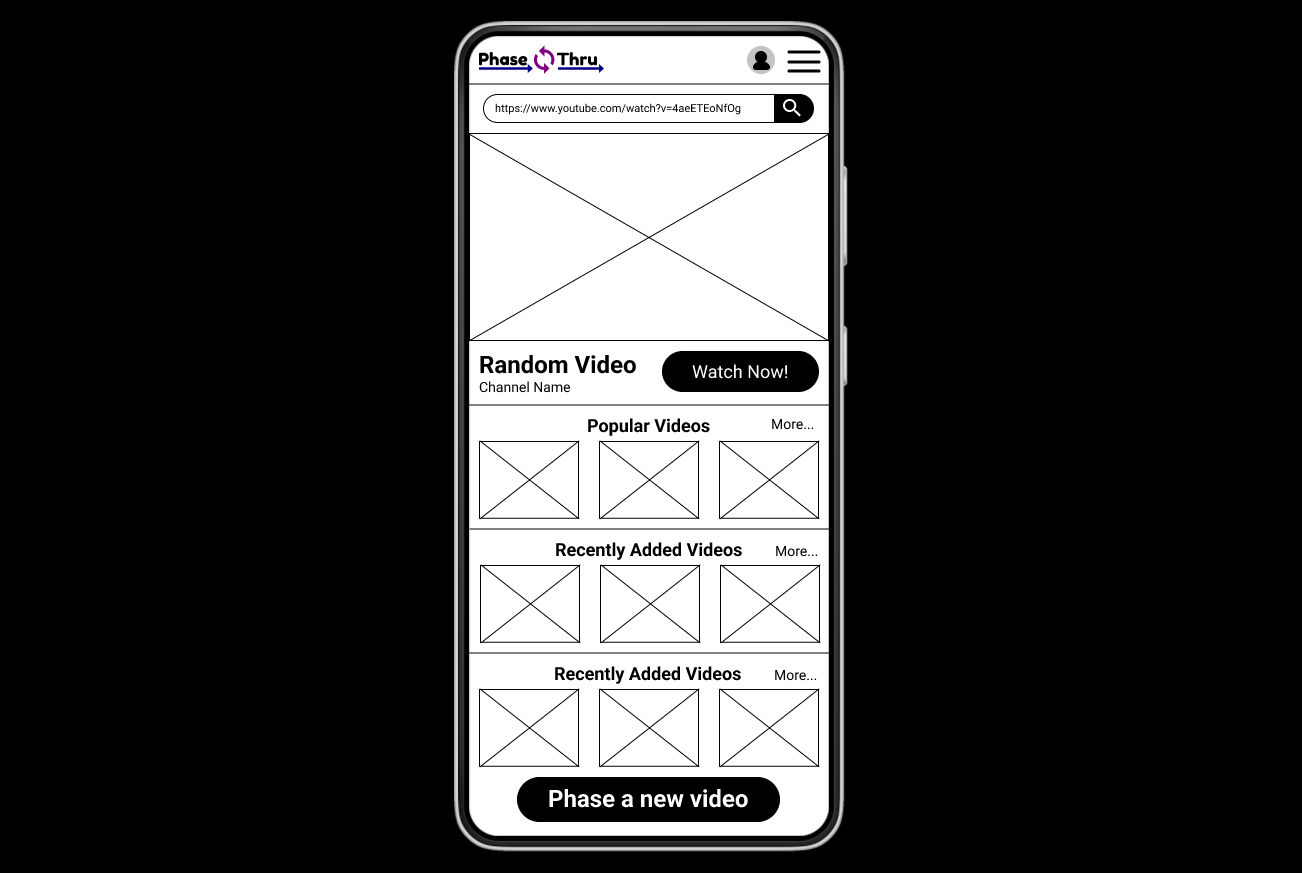 Phase Thru
https://www.youtube.com/watch?v=4aeETEoNfOg
Random Video
Channel Name
Watch Now!
Popular Videos
More...
Recently Added Videos
More...
Recently Added Videos
More...
Phase a new video